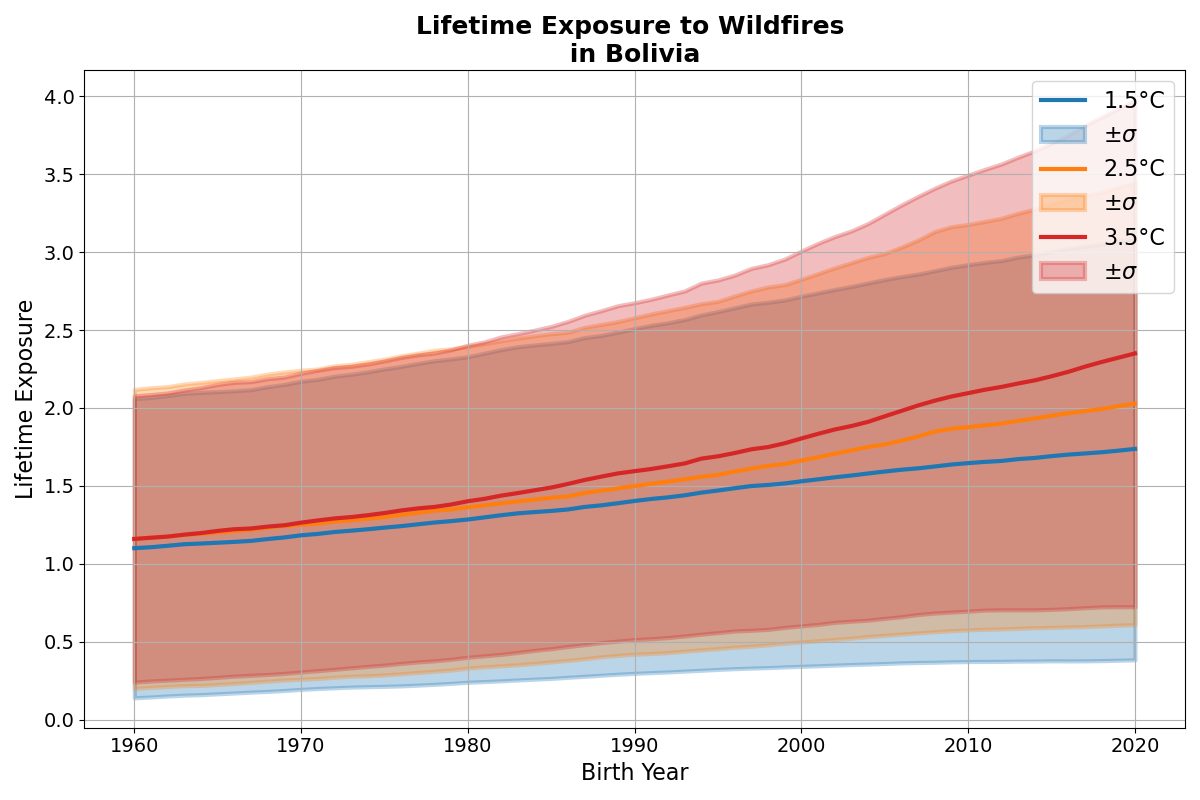 Lifetime Exposure to Wildfires
in Bolivia
Lifetime Exposure
4.0
3.5
3.0
2.5
2.0
1.5
1.0
0.5
0.0
1.5°C
±σ
2.5°C
±σ
3.5°C
±σ
1960 1970 1980 1990 2000 2010 2020
Birth Year